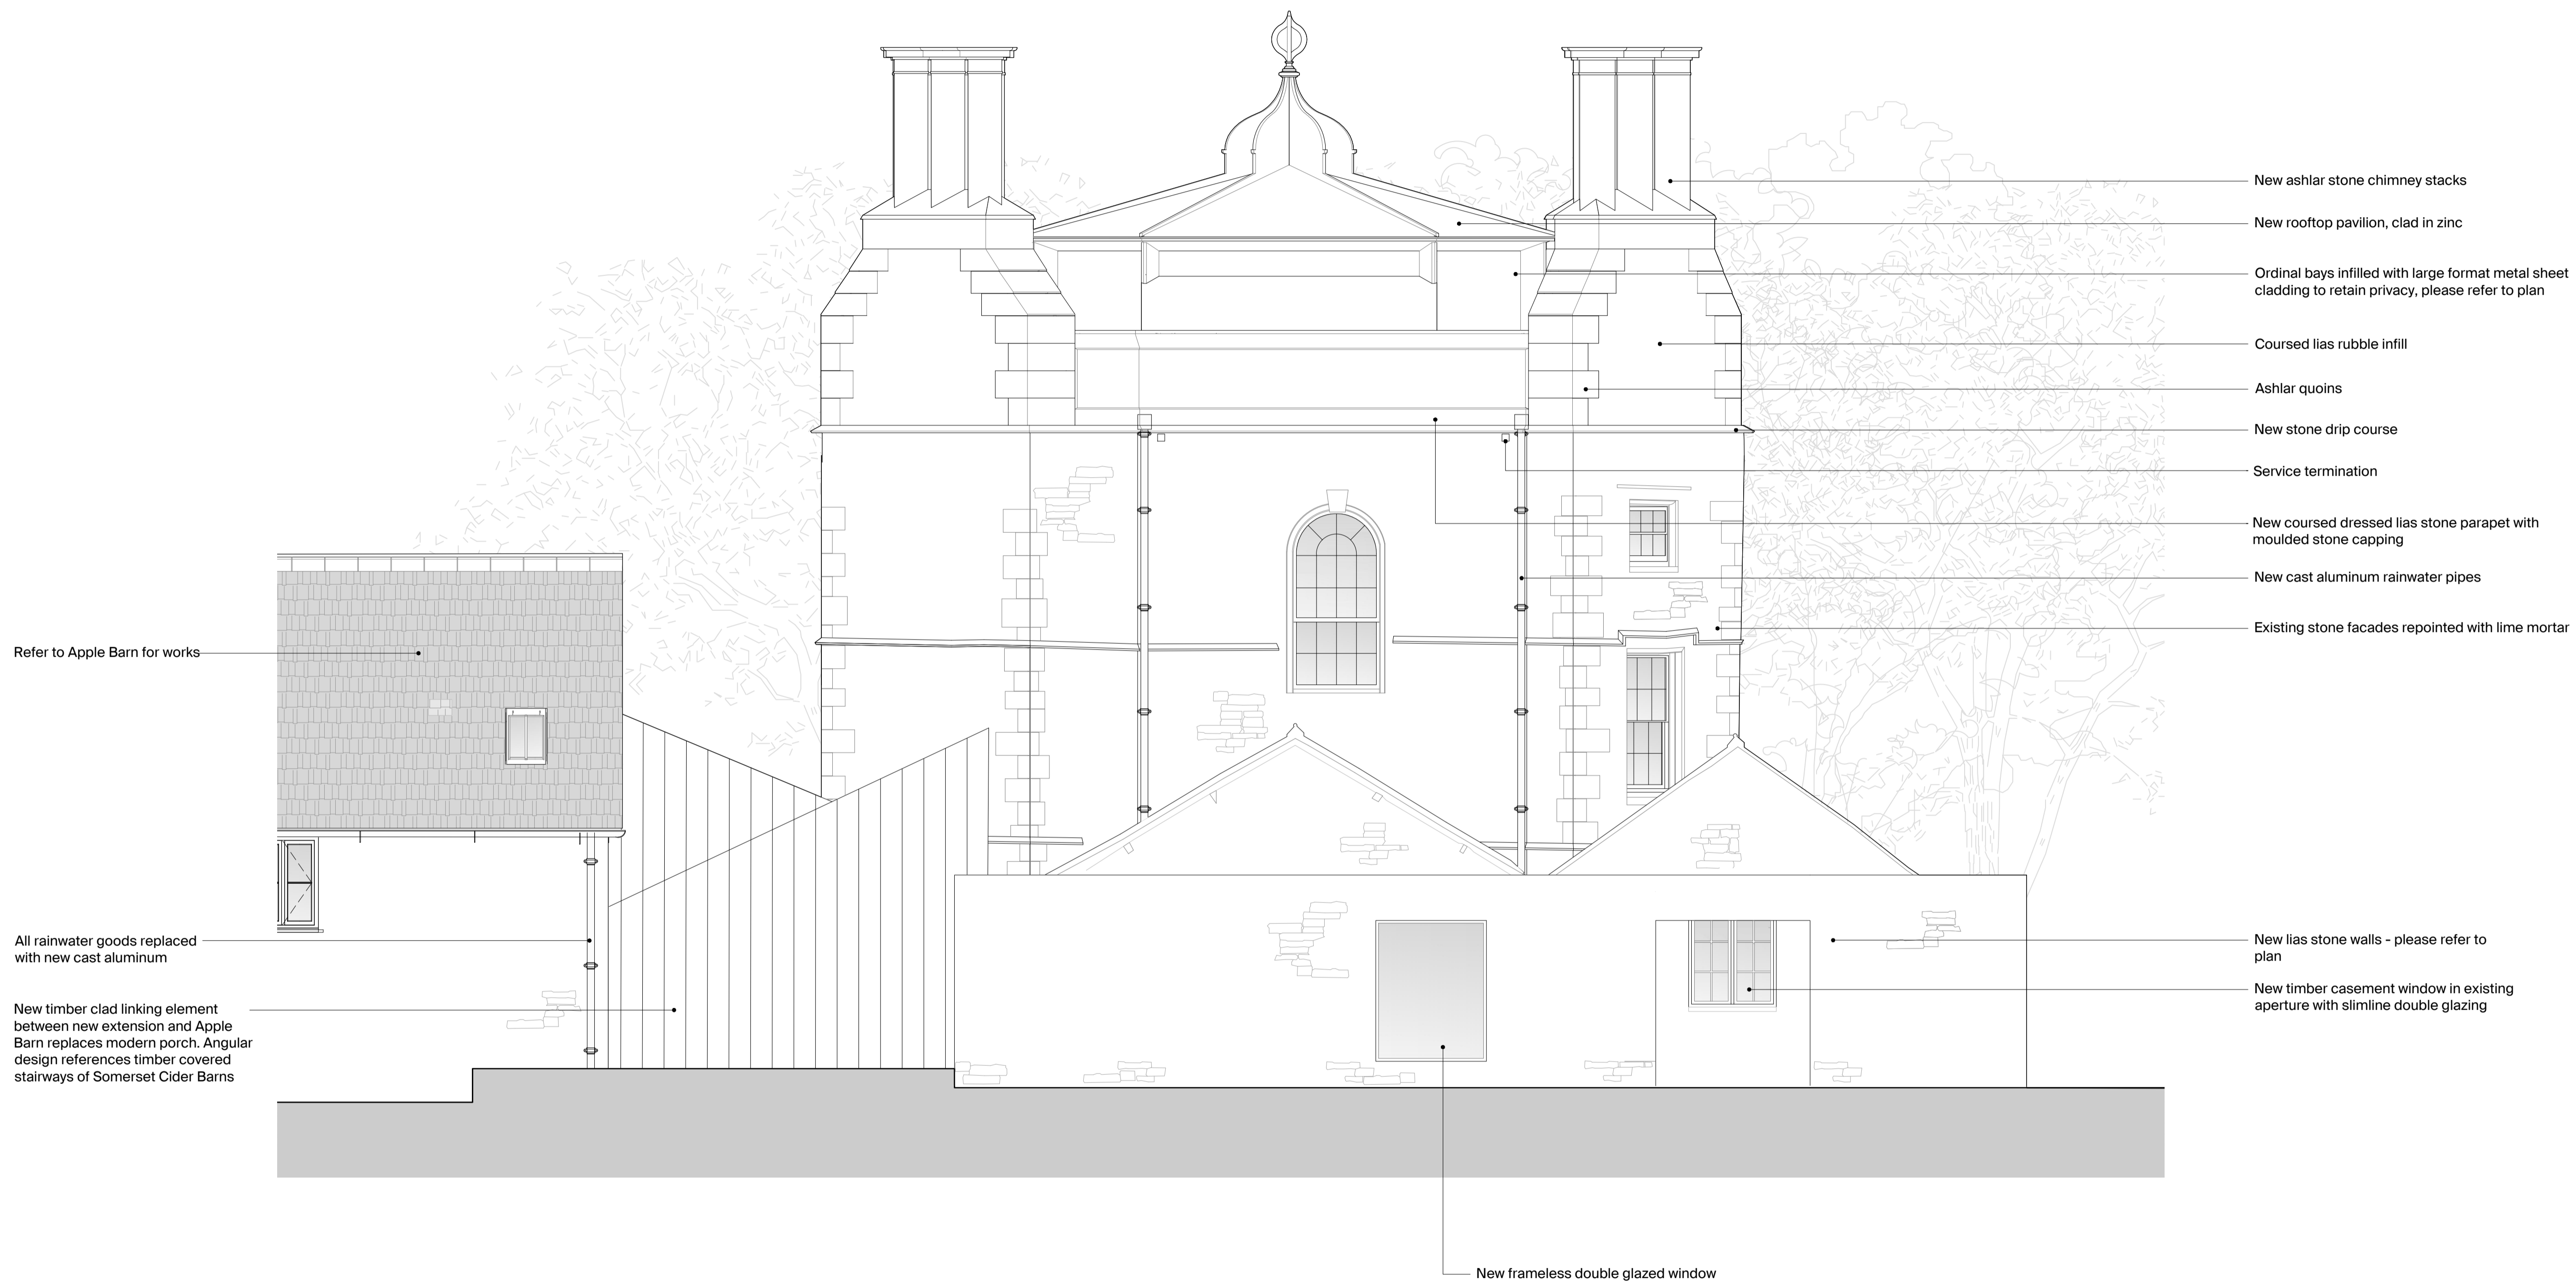 New ashlar stone chimney stacks
New rooftop pavilion, clad in zinc
Ordinal bays infilled with large format metal sheet
cladding to retain privacy, please refer to plan
Coursed lias rubble infill
Ashlar quoins
New stone drip course
Service termination
New coursed dressed lias stone parapet with
moulded stone capping
New cast aluminum rainwater pipes
Existing stone facades repointed with lime mortar
Refer to Apple Barn for works
All rainwater goods replaced
with new cast aluminum
New timber clad linking element
between new extension and Apple
Barn replaces modern porch. Angular
design references timber covered
stairways of Somerset Cider Barns
New lias stone walls - please refer to
plan
New timber casement window in existing
aperture with slimline double glazing
New frameless double glazed window